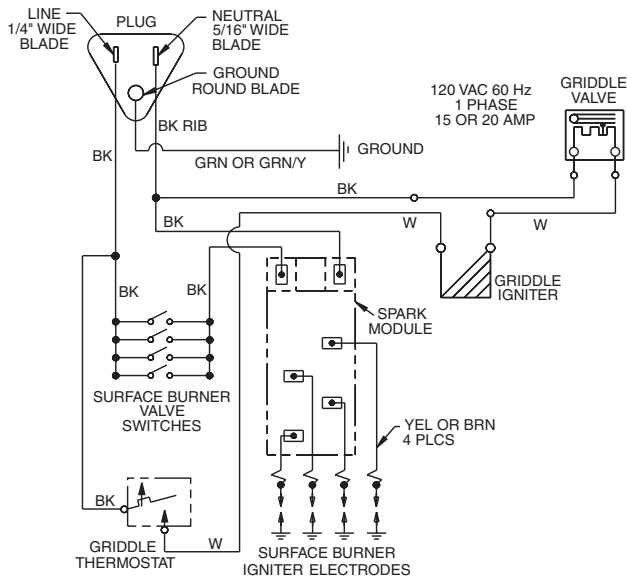 LINE
1/4" WIDE
BLADE
PLUG
NEUTRAL
5/16" WIDE
BLADE
GROUND
ROUND BLADE
120 VAC 60 Hz
1 PHASE
15 OR 20 AMP
GRIDDLE
VALVE
BK RIB
BK
GRN OR GRN/Y
GROUND
BK
BK
W
W
GRIDDLE
IGNITER
BK
BK
SPARK
MODULE
SURFACE BURNER
VALVE
SWITCHES
YEL OR BRN
4 PLCS
BK
GRIDDLE
THERMOSTAT
W
SURFACE BURNER
IGNITER ELECTRODES